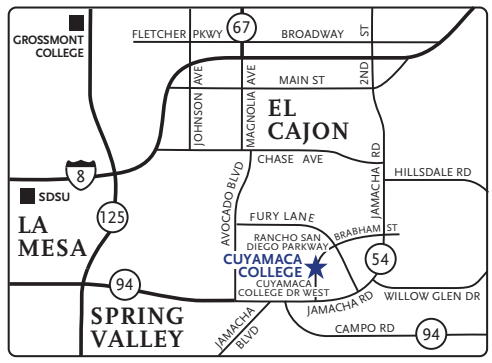 GROSSMONT
COLLEGE
FLETCHER PKWY
67
BROADWAY
2ND ST
MAIN ST
JOHNSON AVE
MAGNOLIA AVE
EL
CAJON
CHASE AVE
8
SDSU
HILLSDALE RD
JAMACHA RD
AVOCADO BLVD
LA
MESA
125
FURY LANE
BRABHAM ST
RANCHO SAN
DIEGO PARKWAY
CUYAMACA
COLLEGE
54
CUYAMACA
COLLEGE DR WEST
94
WILLOW GLEN DR
JAMACHA RD
SPRING
VALLEY
JAMACHA
BLVD
CAMPO RD
94